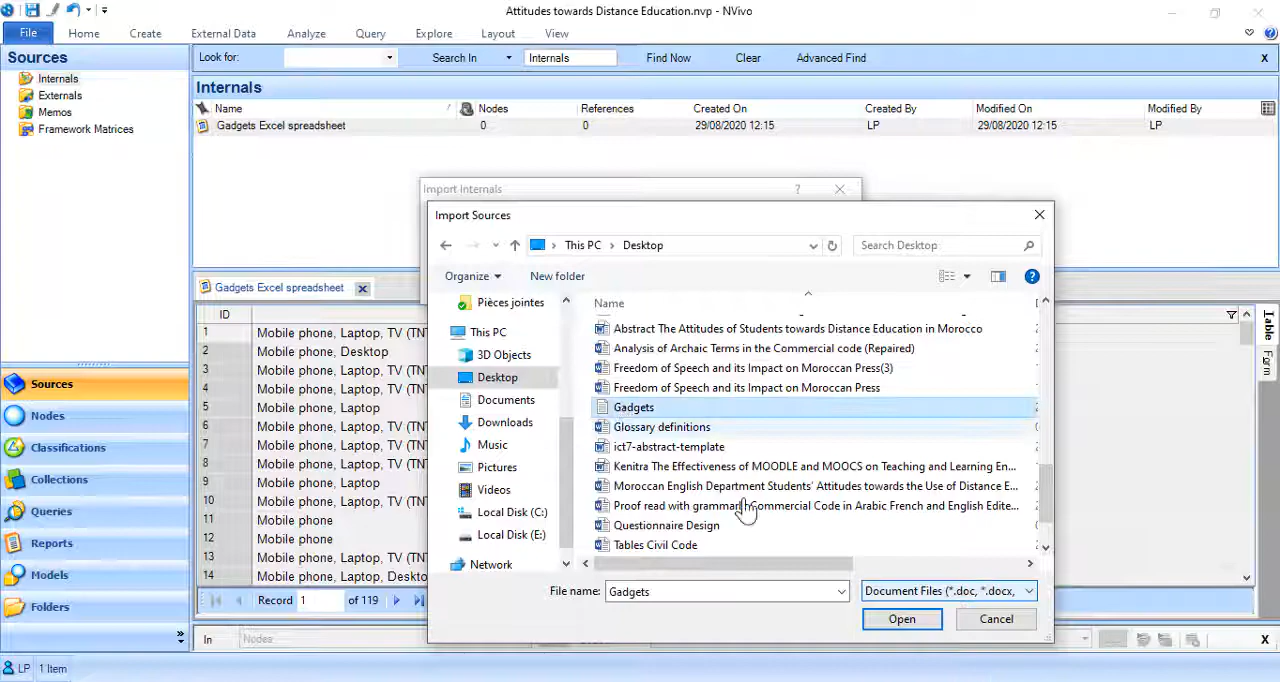 Attitudes towards Distance Education.nvp - NVivo
File Home Create External Data Analyze Query Explore Layout View
Sources
Look for: Search In Internals Find Now Clear Advanced Find X
Internals
Externals
Memos
Framework Matrices
Internals
Name Nodes References Created On Created By Modified On Modified By
Gadgets Excel spreadsheet 0 0 29/08/2020 12:15 LP 29/08/2020 12:15 LP
Import Internals ?
Import Sources
This PC Desktop Search Desktop
Organize New folder
Pièces jointes
This PC
3D Objects
Desktop
Documents
Downloads
Music
Pictures
Videos
Local Disk (C:)
Local Disk (E:)
Network
Name
Abstract The Attitudes of Students towards Distance Education in Morocco
Analysis of Archaic Terms in the Commercial code (Repaired)
Freedom of Speech and its Impact on Moroccan Press(3)
Freedom of Speech and its Impact on Moroccan Press
Gadgets
Glossary definitions
ict7-abstract-template
Kenitra The Effectiveness of MOODLE and MOOCS on Teaching and Learning En...
Moroccan English Department Students' Attitudes towards the Use of Distance E...
Proof read with grammarl Commercial Code in Arabic French and English Edite...
Questionnaire Design
Tables Civil Code
File name: Gadgets Document Files (*.doc, *.docx,
Open Cancel
Gadgets Excel spreadsheet
ID
1 Mobile phone, Laptop, TV (TN
2 Mobile phone, Desktop
3 Mobile phone, Laptop, TV (TN
4 Mobile phone, Laptop, TV (TN
5 Mobile phone, Laptop
6 Mobile phone, Laptop, TV (TN
7 Mobile phone, Laptop, TV (TN
8 Mobile phone, Laptop, TV (TN
9 Mobile phone, Laptop
10 Mobile phone, Laptop, TV (TN
11 Mobile phone
12 Mobile phone
13 Mobile phone, Laptop, TV (TN
14 Mobile phone, Laptop, Deskto
Record 1 of 119
Table
Form
Sources
Nodes
Classifications
Collections
Queries
Reports
Models
Folders
In Nodes X
LP 1 Item